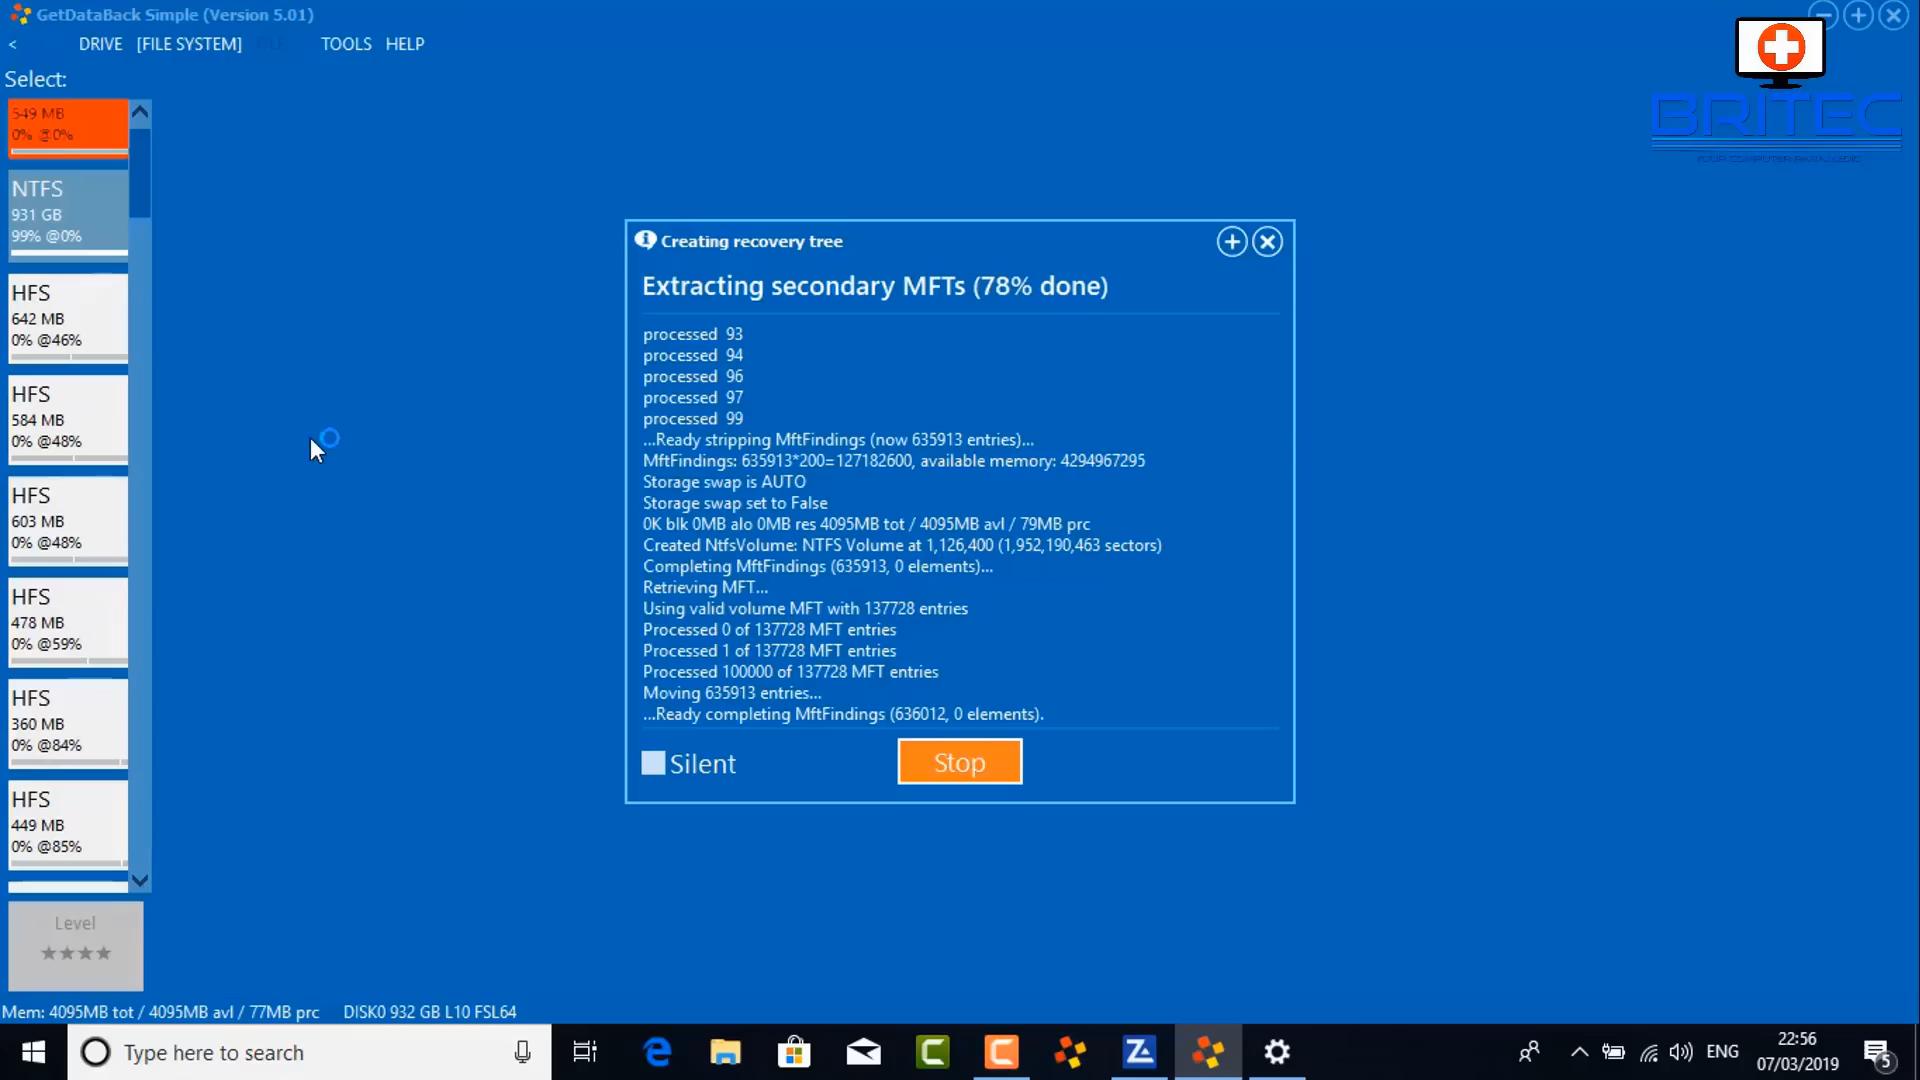 GetDataBack Simple (Version 5.01)
< DRIVE [FILE SYSTEM] FILE TOOLS HELP
Select:
549 MB
0% @0%
NTFS
931 GB
99% @0%
HFS
642 MB
0% @46%
HFS
584 MB
0% @48%
HFS
603 MB
0% @48%
HFS
478 MB
0% @59%
HFS
360 MB
0% @84%
HFS
449 MB
0% @85%
Level
★★★★
BRITEC
Creating recovery tree
Extracting secondary MFTs (78% done)
processed 93
processed 94
processed 96
processed 97
processed 99
...Ready stripping MftFindings (now 635913 entries)...
MftFindings: 635913*200=127182600, available memory: 4294967295
Storage swap is AUTO
Storage swap set to False
0K blk 0MB alo 0MB res 4095MB tot / 4095MB avl / 79MB prc
Created NtfsVolume: NTFS Volume at 1,126,400 (1,952,190,463 sectors)
Completing MftFindings (635913, 0 elements)...
Retrieving MFT...
Using valid volume MFT with 137728 entries
Processed 0 of 137728 MFT entries
Processed 1 of 137728 MFT entries
Processed 100000 of 137728 MFT entries
Moving 635913 entries...
...Ready completing MftFindings (636012, 0 elements).
Silent
Stop
Mem: 4095MB tot / 4095MB avl / 77MB prc DISK0 932 GB L10 FSL64
Type here to search
ENG
22:56
07/03/2019
5